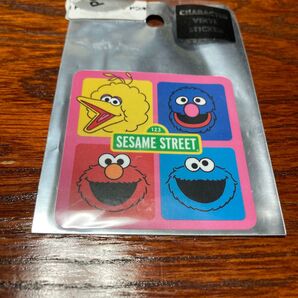 CHARACTER
VINYL
STICKER
123
SESAME STREET